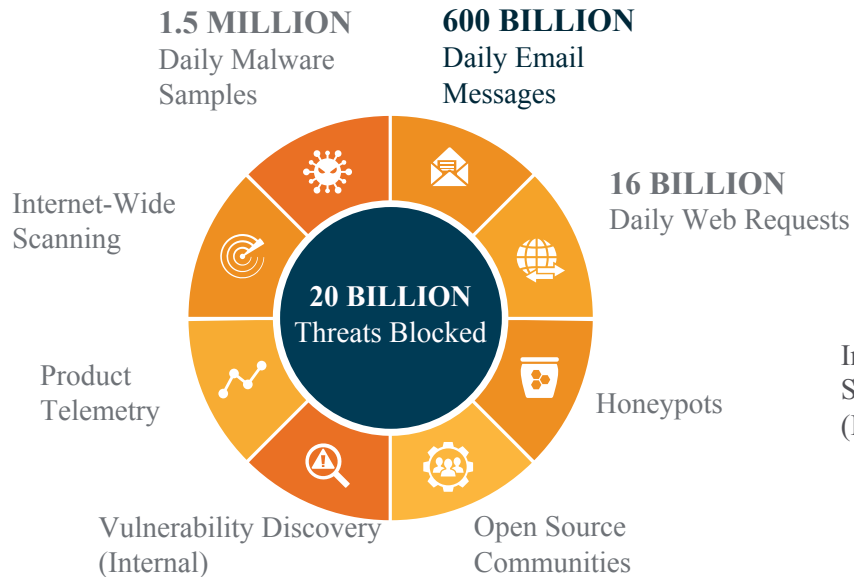 1.5 MILLION
Daily Malware
Samples
600 BILLION
Daily Email
Messages
16 BILLION
Daily Web Requests
Internet-Wide
Scanning
20 BILLION
Threats Blocked
Product
Telemetry
Honeypots
Vulnerability Discovery
(Internal)
Open Source
Communities